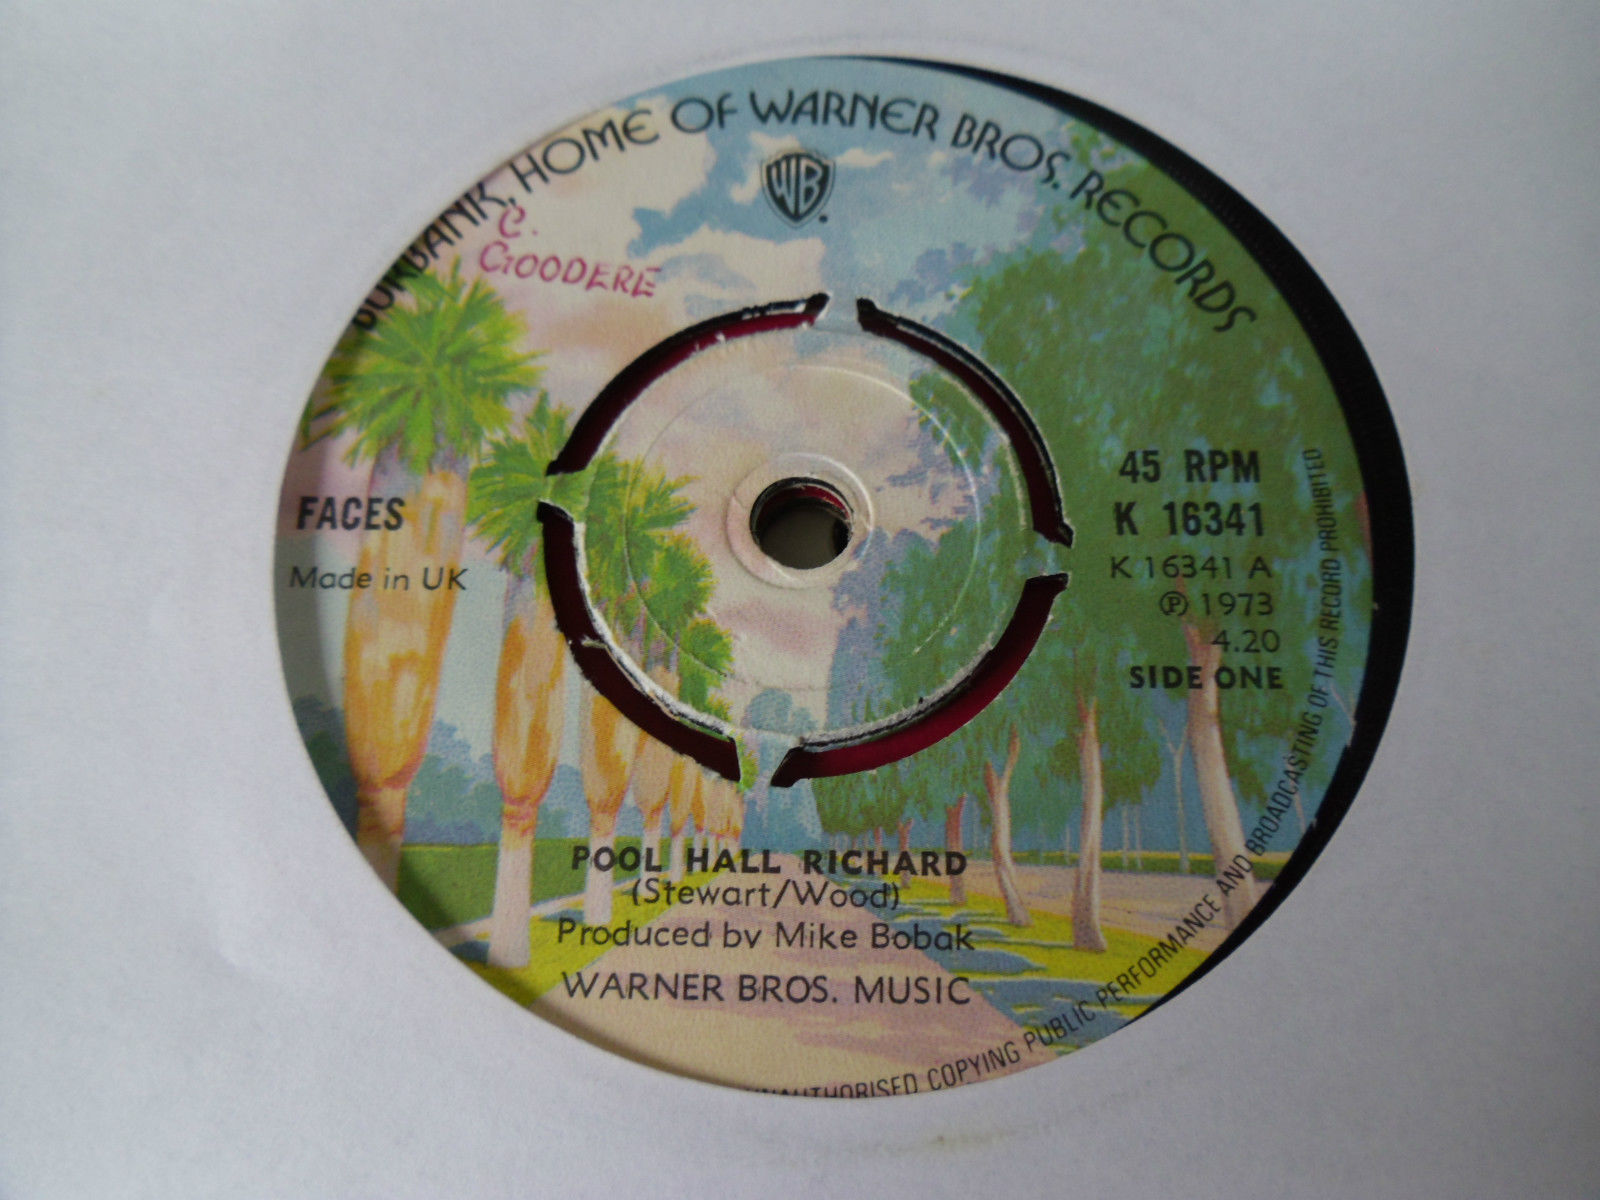 BURBANK, HOME OF WARNER BROS. RECORDS
WB
C.
GOODERE
FACES
Made in UK
45 RPM
K 16341
K 16341 A
Ⓟ 1973
4.20
SIDE ONE
POOL HALL RICHARD
(Stewart/Wood)
Produced by Mike Bobak
WARNER BROS. MUSIC
UNAUTHORISED COPYING PUBLIC PERFORMANCE AND BROADCASTING OF THIS RECORD PROHIBITED